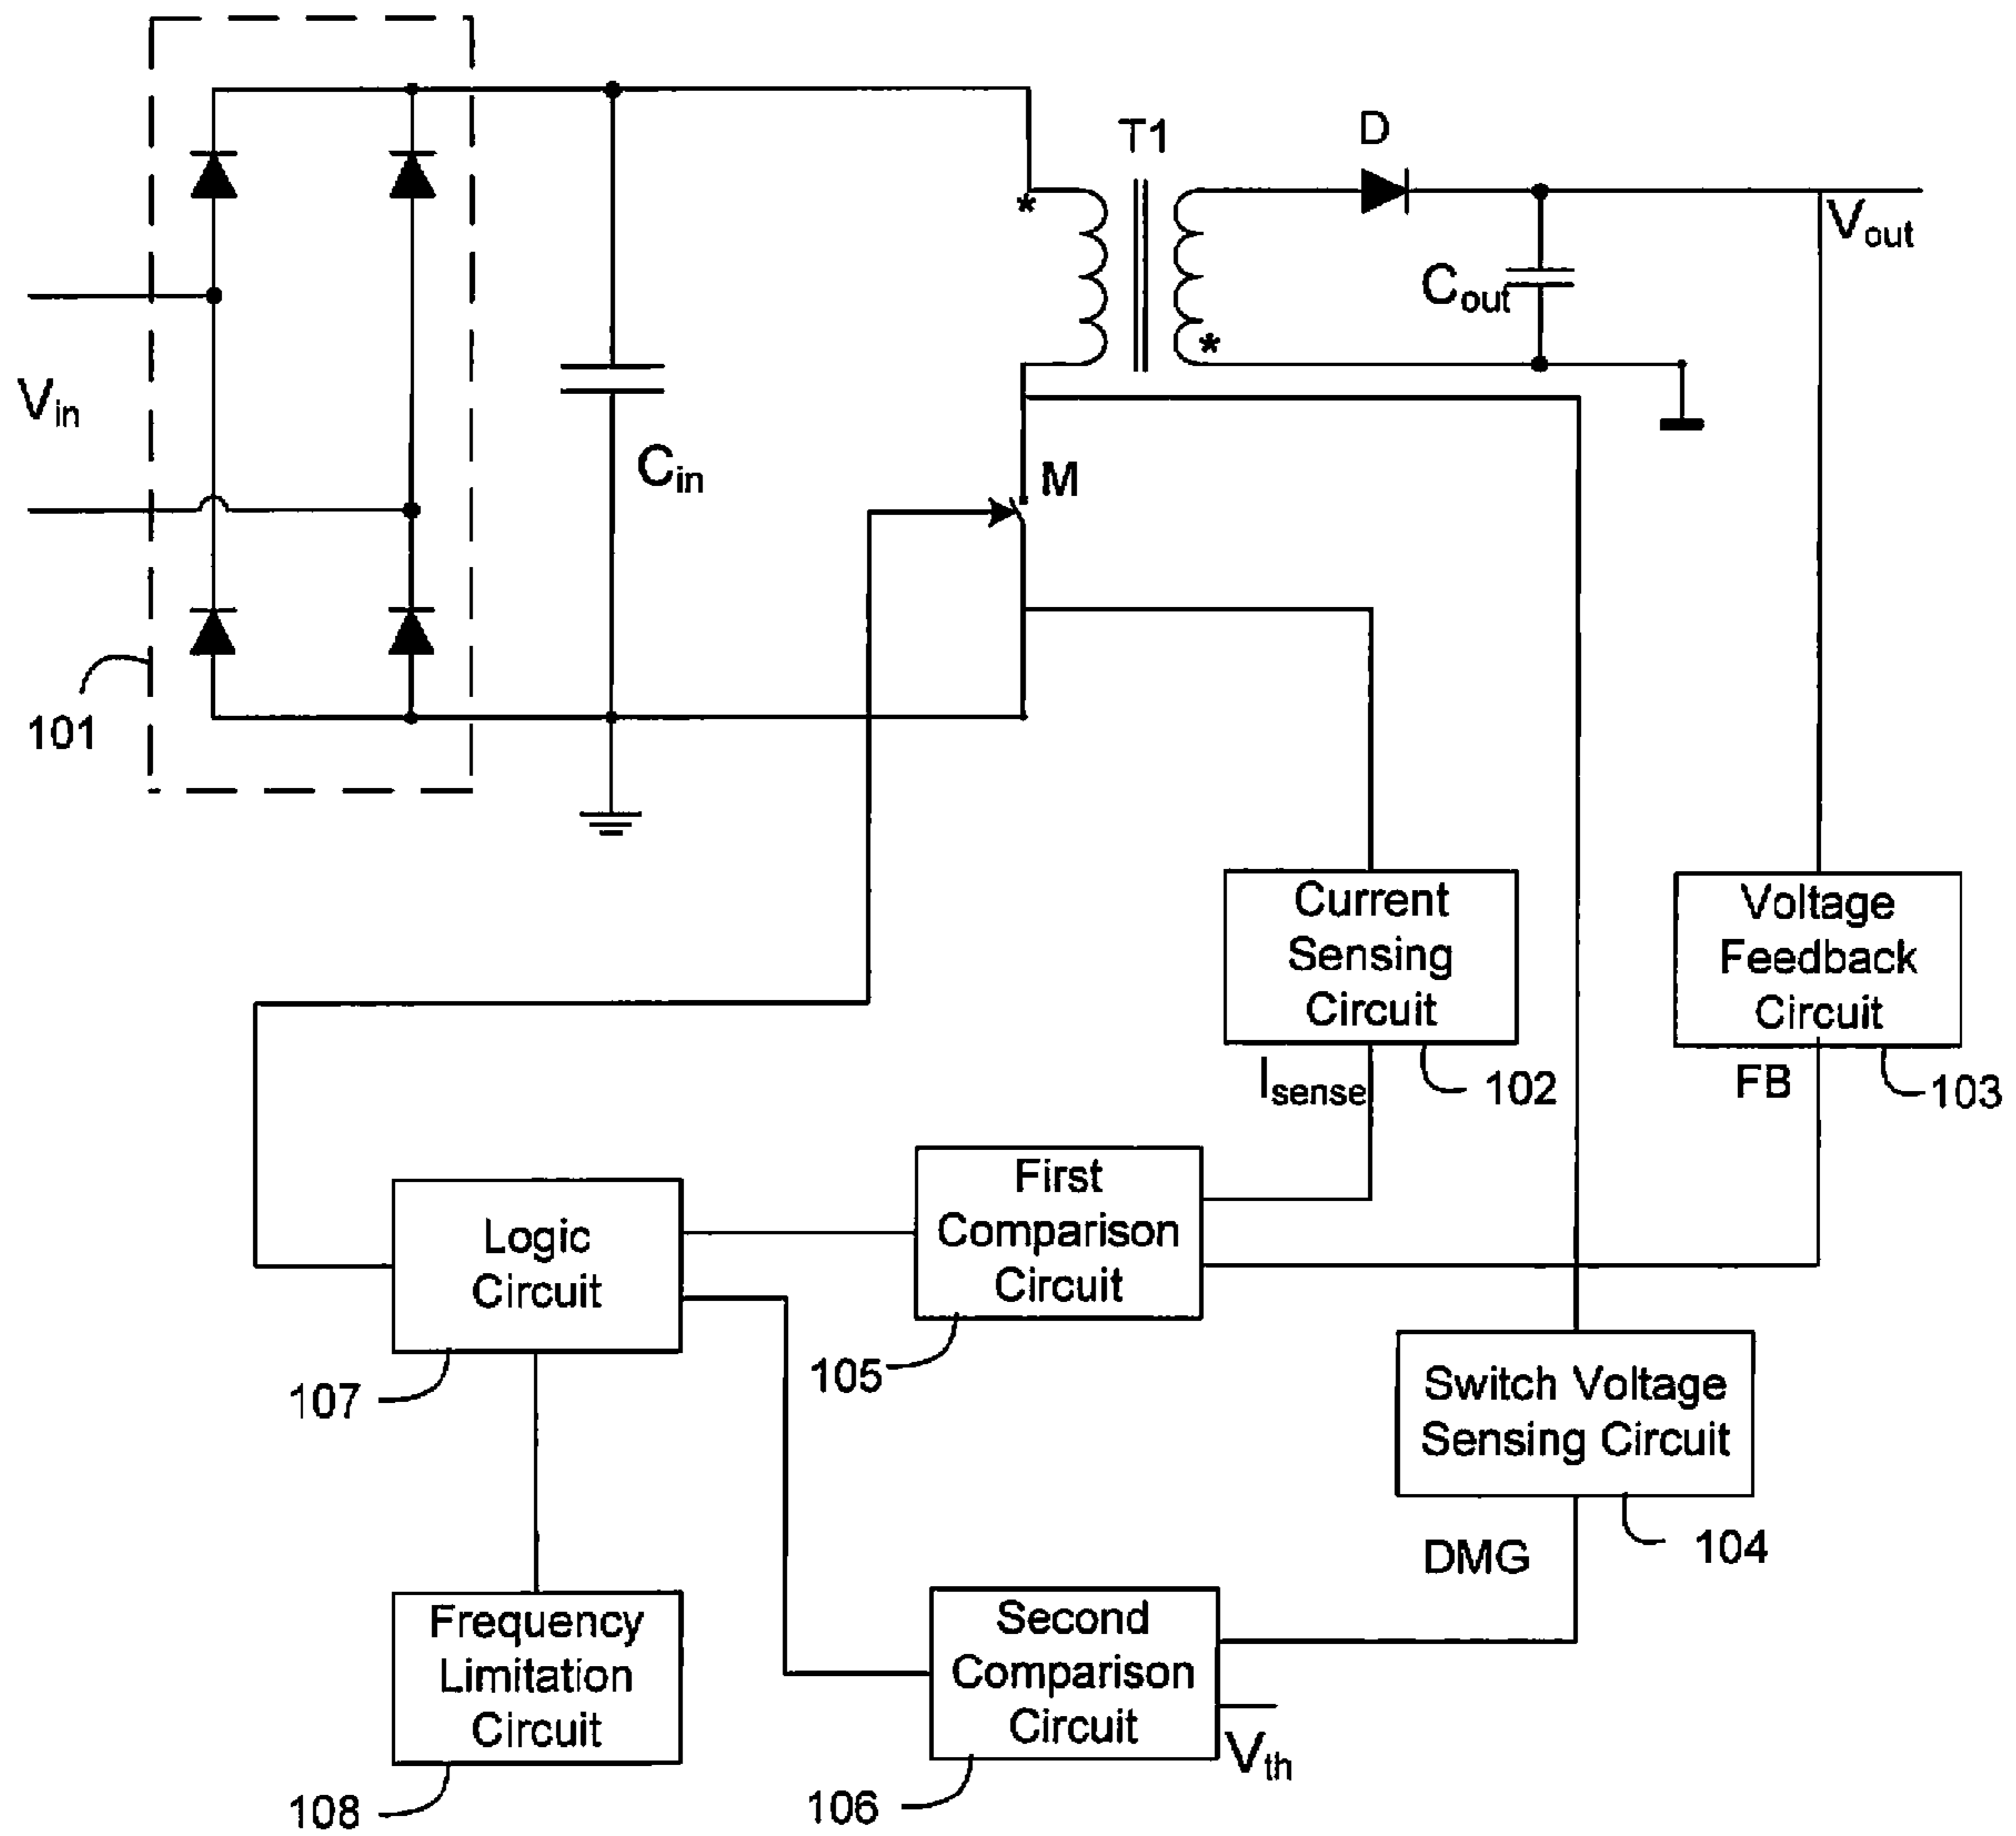 T1
D
Vout
Cout
Vin
Cin
M
101
Current
Sensing
Circuit
Voltage
Feedback
Circuit
Isense
102
FB
103
First
Comparison
Circuit
Logic
Circuit
105
107
Switch Voltage
Sensing Circuit
104
DMG
Frequency
Limitation
Circuit
Second
Comparison
Circuit
Vth
108
106
*
*